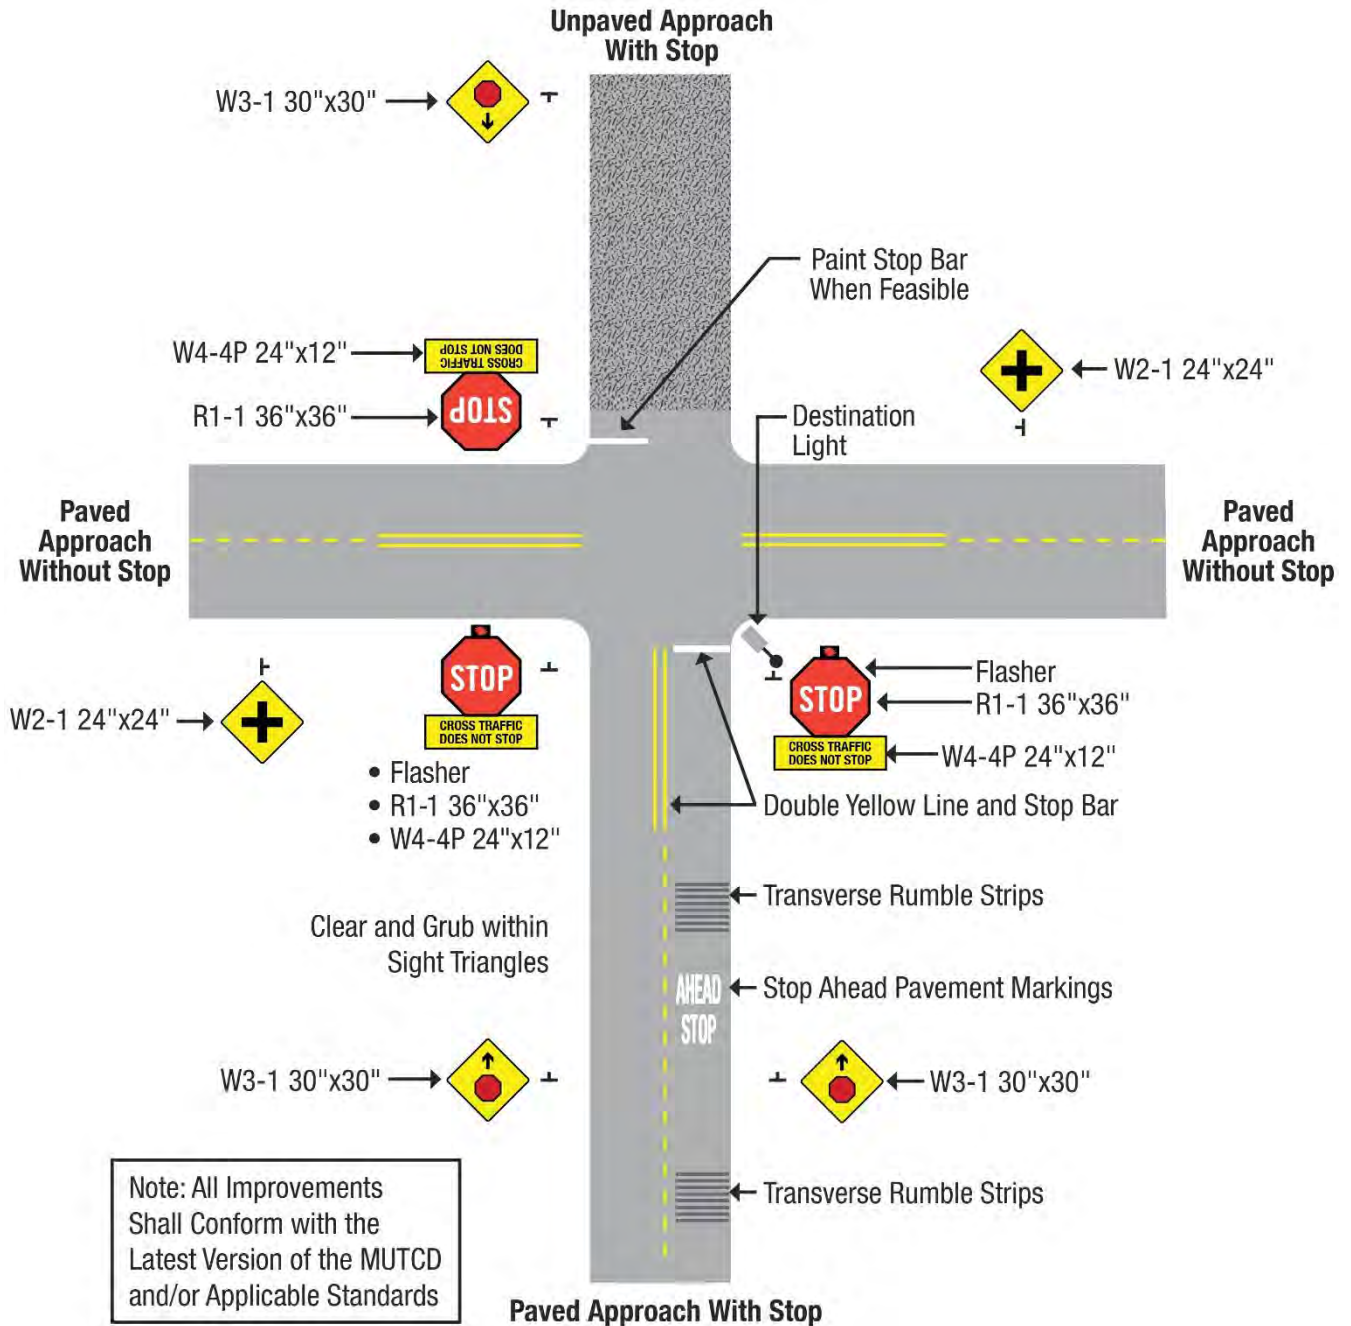 Unpaved Approach
With Stop
W3-1 30"x30"
Paint Stop Bar
When Feasible
W4-4P 24"x12"
CROSS TRAFFIC
DOES NOT STOP
W2-1 24"x24"
R1-1 36"x36"
STOP
Destination
Light
Paved
Approach
Without Stop
Paved
Approach
Without Stop
STOP
CROSS TRAFFIC
DOES NOT STOP
W2-1 24"x24"
• Flasher
• R1-1 36"x36"
• W4-4P 24"x12"
STOP
CROSS TRAFFIC
DOES NOT STOP
Flasher
R1-1 36"x36"
W4-4P 24"x12"
Double Yellow Line and Stop Bar
Transverse Rumble Strips
Clear and Grub within
Sight Triangles
AHEAD
STOP
Stop Ahead Pavement Markings
W3-1 30"x30"
W3-1 30"x30"
Transverse Rumble Strips
Note: All Improvements
Shall Conform with the
Latest Version of the MUTCD
and/or Applicable Standards
Paved Approach With Stop